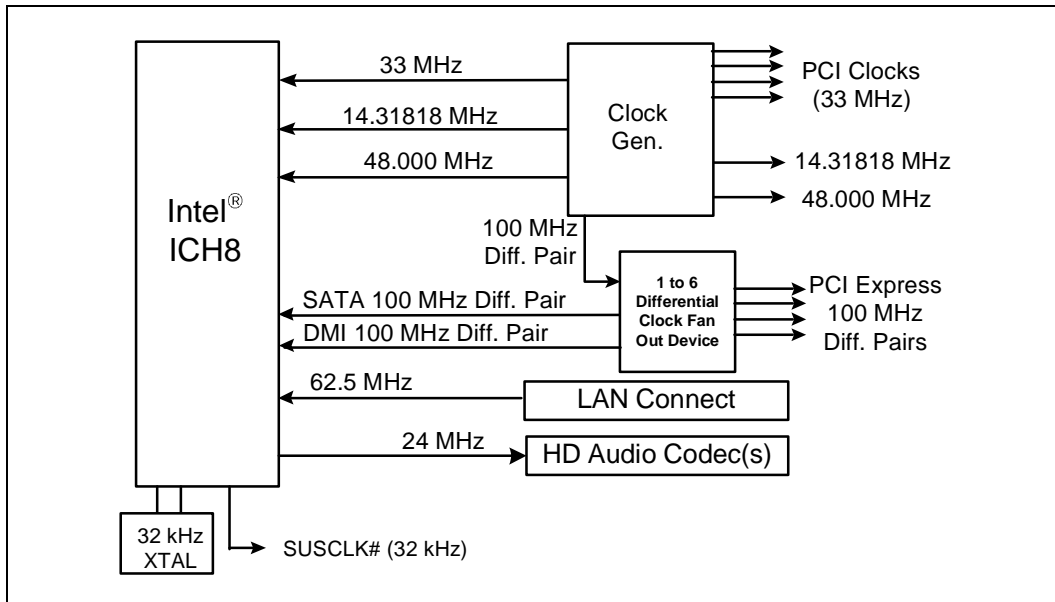 33 MHz
14.31818 MHz
48.000 MHz
Intel®
ICH8
Clock
Gen.
PCI Clocks
(33 MHz)
14.31818 MHz
48.000 MHz
100 MHz
Diff. Pair
1 to 6
Differential
Clock Fan
Out Device
PCI Express
100 MHz
Diff. Pairs
SATA 100 MHz Diff. Pair
DMI 100 MHz Diff. Pair
62.5 MHz
LAN Connect
24 MHz
HD Audio Codec(s)
32 kHz
XTAL
SUSCLK# (32 kHz)